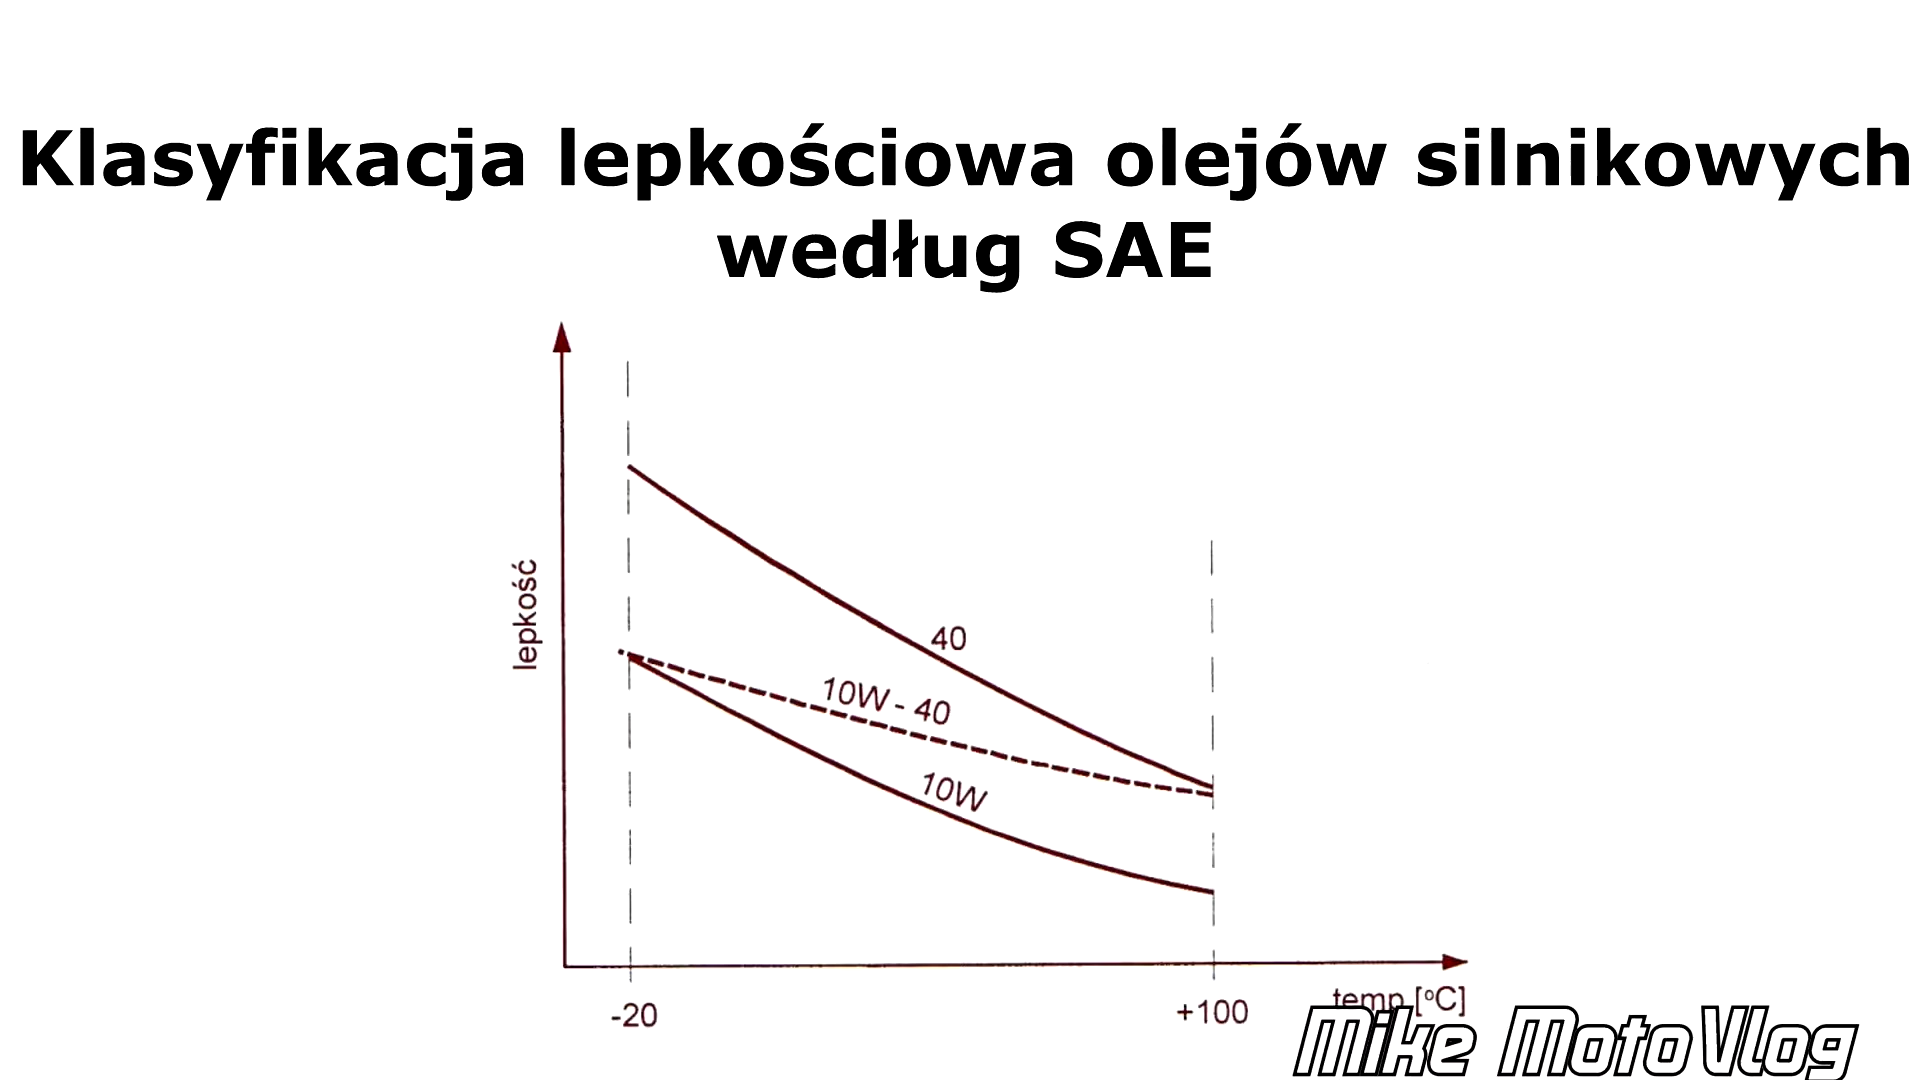 Klasyfikacja lepkościowa olejów silnikowych
według SAE
lepkość
40
10W - 40
10W
-20
+100
temp [°C]
Mike MotoVlog